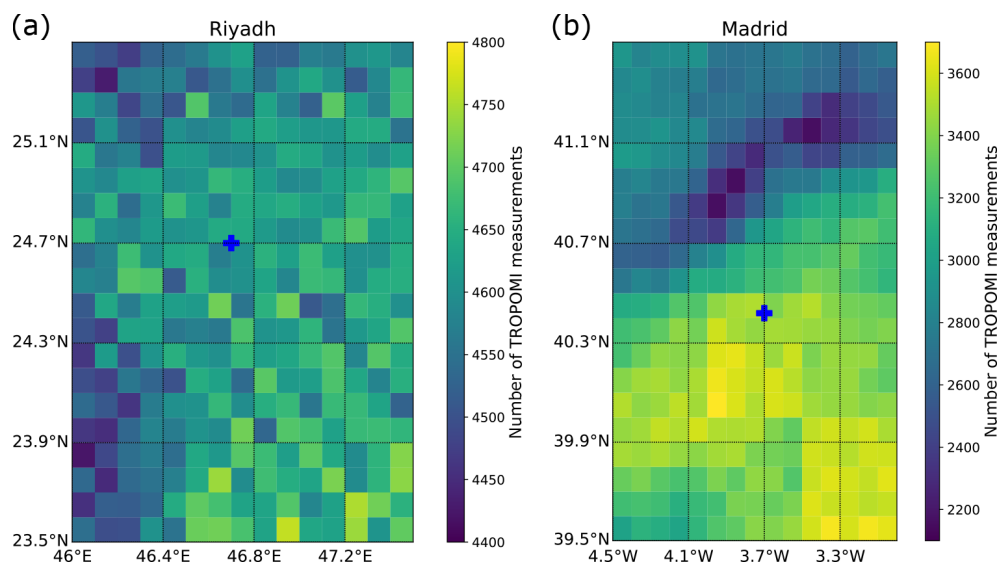 (a)
Riyadh
25.1°N
24.7°N
24.3°N
23.9°N
23.5°N
46°E
46.4°E
46.8°E
47.2°E
4800
4750
4700
4650
4600
4550
4500
4450
4400
Number of TROPOMI measurements
(b)
Madrid
41.1°N
40.7°N
40.3°N
39.9°N
39.5°N
4.5°W
4.1°W
3.7°W
3.3°W
3600
3400
3200
3000
2800
2600
2400
2200
Number of TROPOMI measurements